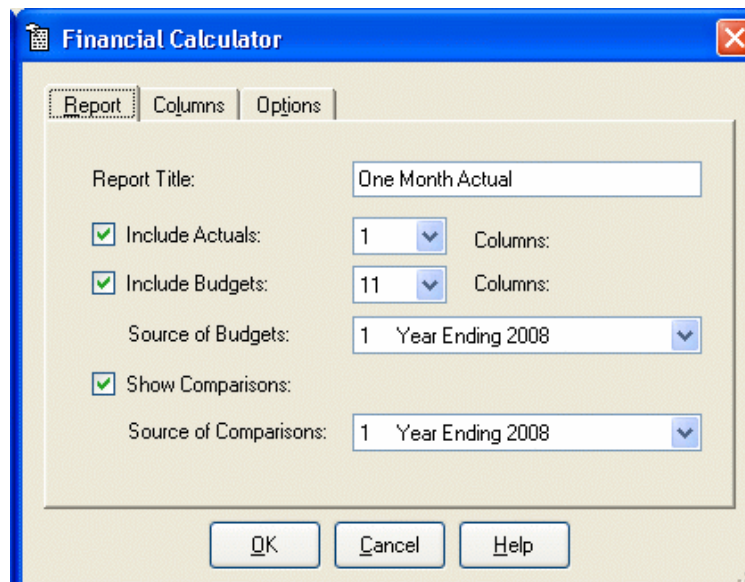 Financial Calculator
Report Columns Options
Report Title: One Month Actual
Include Actuals: 1 Columns:
Include Budgets: 11 Columns:
Source of Budgets: 1 Year Ending 2008
Show Comparisons:
Source of Comparisons: 1 Year Ending 2008
OK Cancel Help